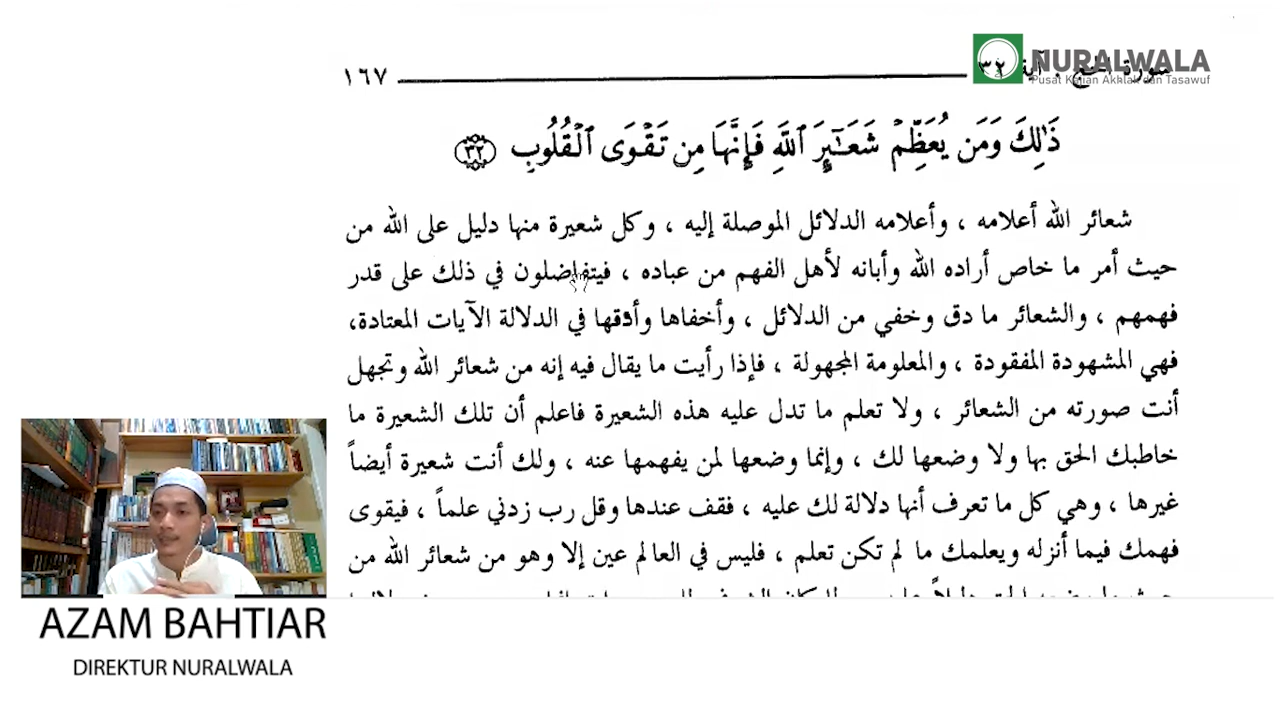 NURALWALA
Pusat Kajian Akhlak dan Tasawuf
سورة الحج ، آية ٣٢
١٦٧
ذَٰلِكَ وَمَن يُعَظِّمْ شَعَـٰٓئِرَ ٱللَّهِ فَإِنَّهَا مِن تَقْوَى ٱلْقُلُوبِ ٣٢
شعائر الله أعلامه ، وأعلامه الدلائل الموصلة إليه ، وكل شعيرة منها دليل على الله من
حيث أمر ما خاص أراده الله وأبانه لأهل الفهم من عباده ، فيتفاضلون في ذلك على قدر
فهمهم ، والشعائر ما دق وخفي من الدلائل ، وأخفاها وأدقها في الدلالة الآيات المعتادة،
فهي المشهودة المفقودة ، والمعلومة المجهولة ، فإذا رأيت ما يقال فيه إنه من شعائر الله وتجهل
أنت صورته من الشعائر ، ولا تعلم ما تدل عليه هذه الشعيرة فاعلم أن تلك الشعيرة ما
خاطبك الحق بها ولا وضعها لك ، وإنما وضعها لمن يفهمها عنه ، ولك أنت شعيرة أيضاً
غيرها ، وهي كل ما تعرف أنها دلالة لك عليه ، فقف عندها وقل رب زدني علماً ، فيقوى
فهمك فيما أنزله ويعلمك ما لم تكن تعلم ، فليس في العالم عين إلا وهو من شعائر الله من
AZAM BAHTIAR
DIREKTUR NURALWALA